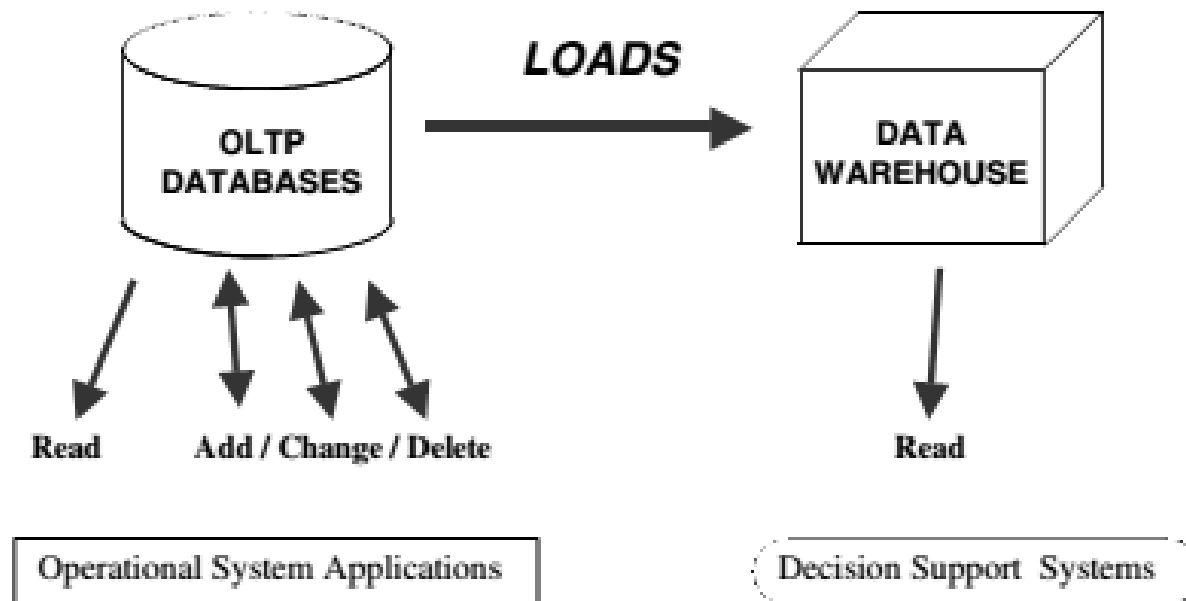 LOADS
OLTP
DATABASES
DATA
WAREHOUSE
Read
Add / Change / Delete
Read
Operational System Applications
Decision Support Systems